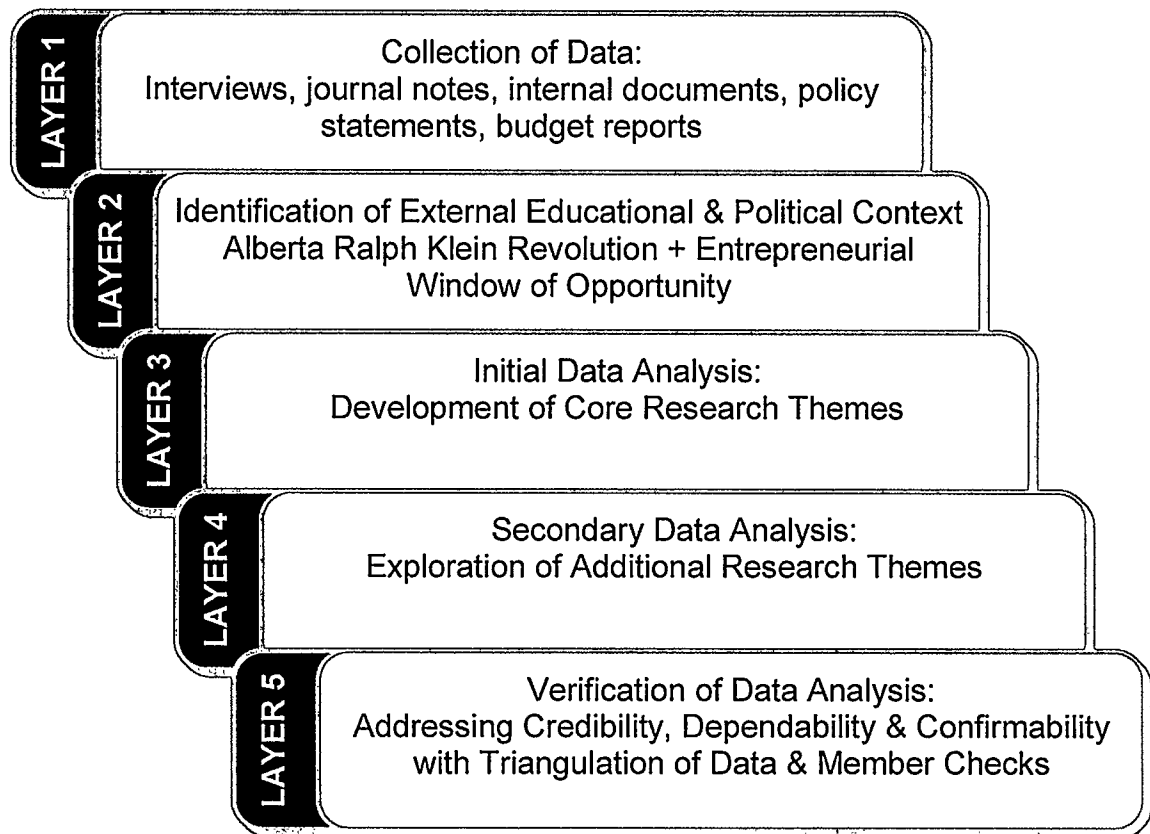 LAYER 1
Collection of Data:
Interviews, journal notes, internal documents, policy
statements, budget reports
LAYER 2
Identification of External Educational & Political Context
Alberta Ralph Klein Revolution + Entrepreneurial
Window of Opportunity
LAYER 3
Initial Data Analysis:
Development of Core Research Themes
LAYER 4
Secondary Data Analysis:
Exploration of Additional Research Themes
LAYER 5
Verification of Data Analysis:
Addressing Credibility, Dependability & Confirmability
with Triangulation of Data & Member Checks